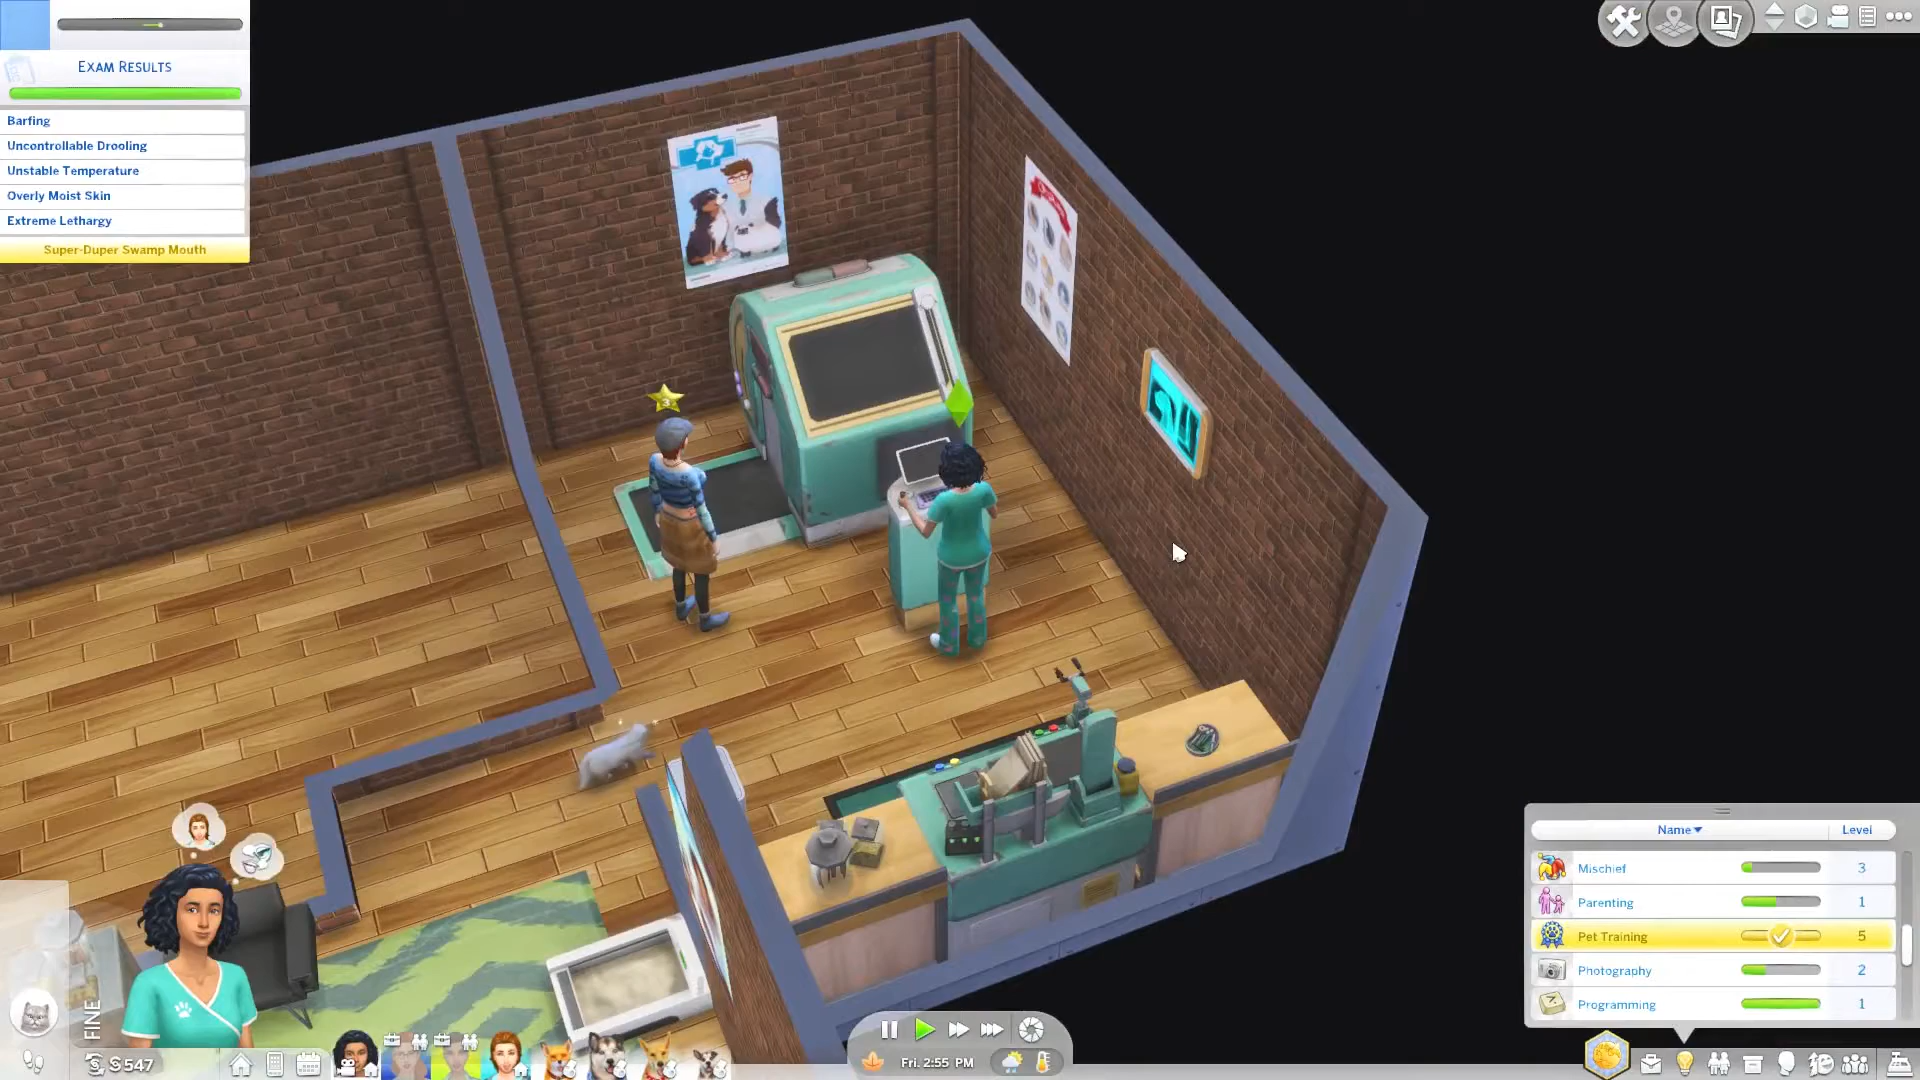 EXAM RESULTS
Barfing
Uncontrollable Drooling
Unstable Temperature
Overly Moist Skin
Extreme Lethargy
Super-Duper Swamp Mouth
3
Name Level
Mischief 3
Parenting 1
Pet Training 5
Photography 2
Programming 1
FINE
§ 547
Fri. 2:55 PM